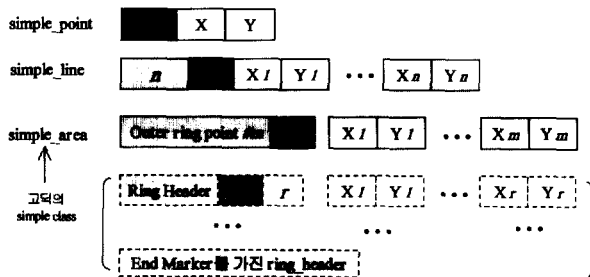 simple_point X Y
simple_line n X1 Y1 ••• Xn Yn
simple_area Outer ring point #m X1 Y1 ••• Xm Ym
고딕의
simple class
Ring Header r X1 Y1 ••• Xr Yr
••• ••• •••
End Marker를 가진 ring_header